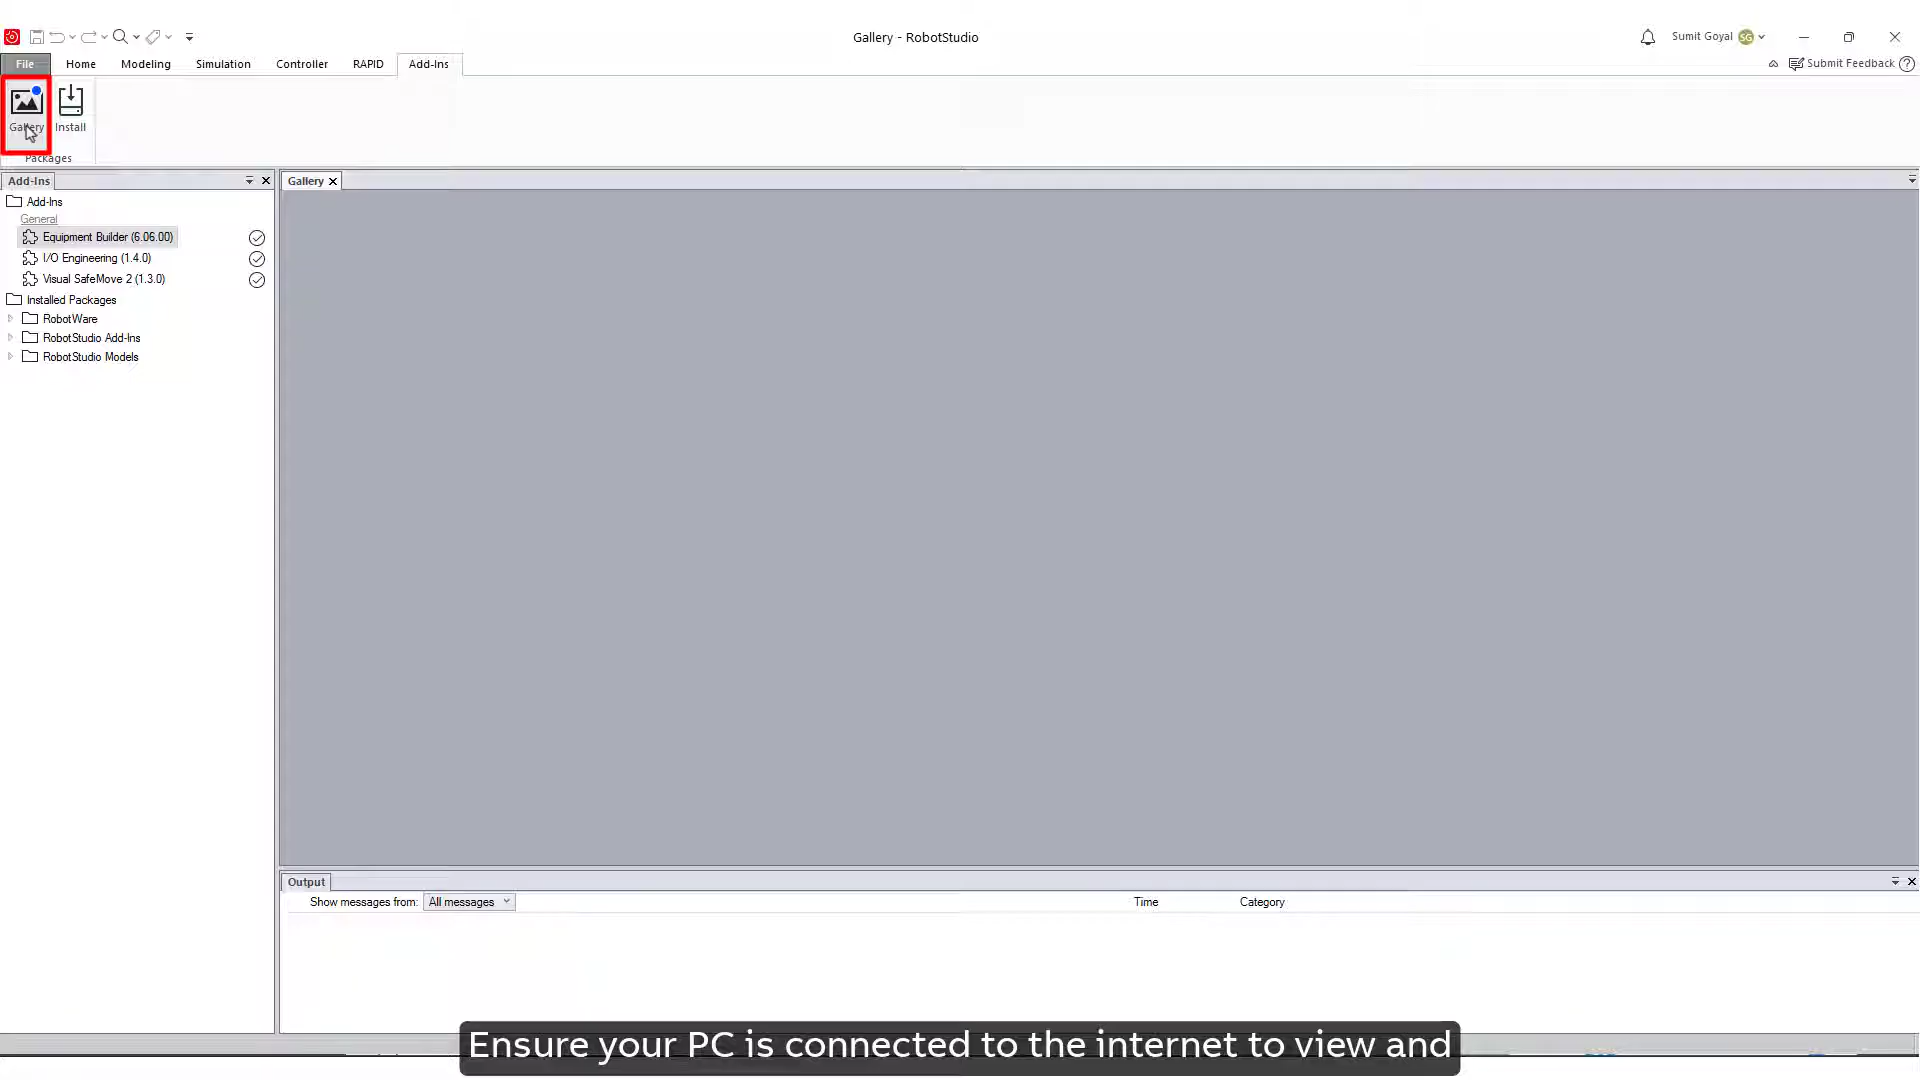 Gallery - RobotStudio
Sumit Goyal SG
File Home Modeling Simulation Controller RAPID Add-Ins
Submit Feedback ?
Gallery Install
Packages
Add-Ins
Gallery
Add-Ins
General
Equipment Builder (6.06.00)
I/O Engineering (1.4.0)
Visual SafeMove 2 (1.3.0)
Installed Packages
RobotWare
RobotStudio Add-Ins
RobotStudio Models
Output
Show messages from: All messages Time Category
Ensure your PC is connected to the internet to view and